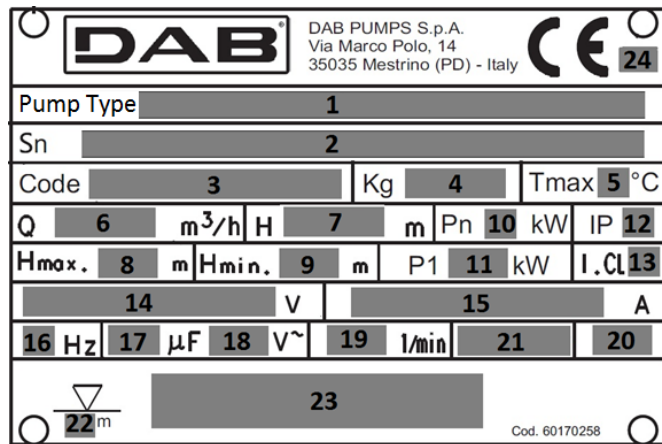 DAB® DAB PUMPS S.p.A.
Via Marco Polo, 14
35035 Mestrino (PD) - Italy CE 24
Pump Type 1
Sn 2
Code 3 Kg 4 Tmax 5 °C
Q 6 m³/h H 7 m Pn 10 kW IP 12
Hmax. 8 m Hmin. 9 m P1 11 kW I.CL 13
14 V 15 A
16 Hz 17 µF 18 V~ 19 1/min 21 20
22 m 23
Cod. 60170258